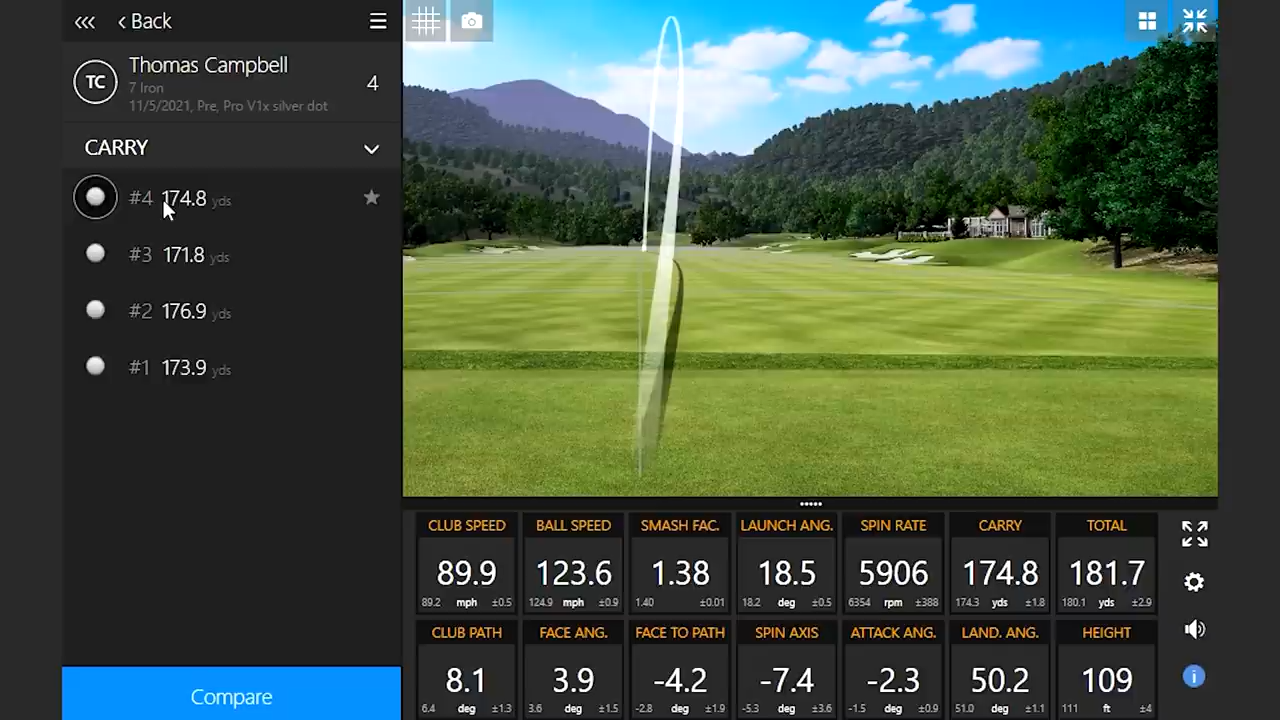 Back
TC
Thomas Campbell
7 Iron
11/5/2021, Pre, Pro V1x silver dot
4
CARRY
#4 174.8 yds
#3 171.8 yds
#2 176.9 yds
#1 173.9 yds
Compare
CLUB SPEED
89.9
89.2 mph ±0.5
BALL SPEED
123.6
124.9 mph ±0.9
SMASH FAC.
1.38
1.40 ±0.01
LAUNCH ANG.
18.5
18.2 deg ±0.5
SPIN RATE
5906
6354 rpm ±388
CARRY
174.8
174.3 yds ±1.8
TOTAL
181.7
180.1 yds ±2.9
CLUB PATH
8.1
6.4 deg ±1.3
FACE ANG.
3.9
3.6 deg ±1.5
FACE TO PATH
-4.2
-2.8 deg ±1.9
SPIN AXIS
-7.4
-5.3 deg ±3.6
ATTACK ANG.
-2.3
-1.5 deg ±0.9
LAND. ANG.
50.2
51.0 deg ±1.1
HEIGHT
109
111 ft ±4
i